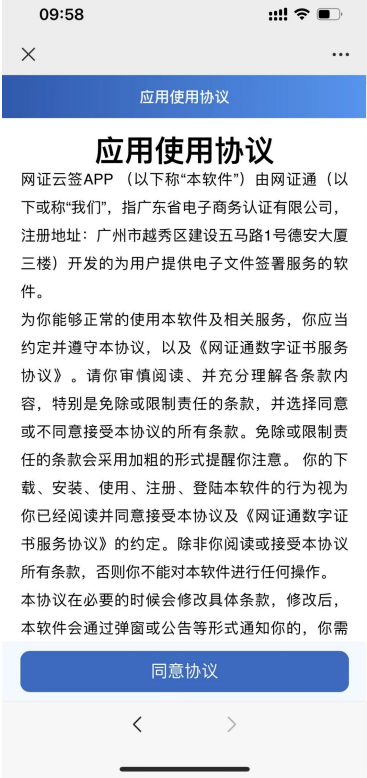 09:58
应用使用协议
应用使用协议
网证云签APP （以下称“本软件”）由网证通（以
下或称“我们”，指广东省电子商务认证有限公司，
注册地址：广州市越秀区建设五马路1号德安大厦
三楼）开发的为用户提供电子文件签署服务的软
件。
为你能够正常的使用本软件及相关服务，你应当
约定并遵守本协议，以及《网证通数字证书服务
协议》。请你审慎阅读、并充分理解各条款内
容，特别是免除或限制责任的条款，并选择同意
或不同意接受本协议的所有条款。免除或限制责
任的条款会采用加粗的形式提醒你注意。 你的下
载、安装、使用、注册、登陆本软件的行为视为
你已经阅读并同意接受本协议及《网证通数字证
书服务协议》的约定。除非你阅读或接受本协议
所有条款，否则你不能对本软件进行任何操作。
本协议在必要的时候会修改具体条款，修改后，
本软件会通过弹窗或公告等形式通知你的，你需
同意协议